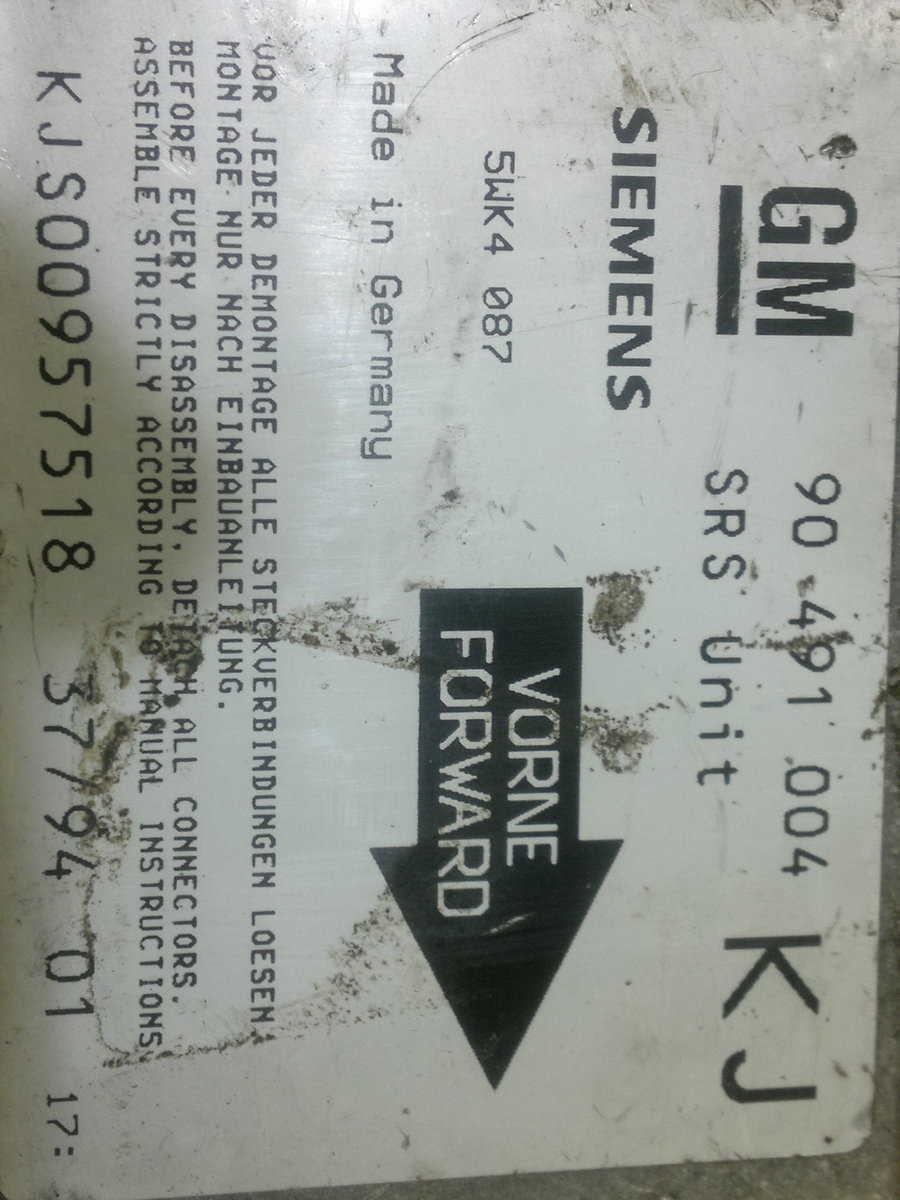 GM 90 491 004 KJ
SRS Unit
SIEMENS
5WK4 087
VORNE
FORWARD
Made in Germany
VOR JEDER DEMONTAGE ALLE STECKVERBINDUNGEN LOESEN.
MONTAGE NUR NACH EINBAUANLEITUNG.
BEFORE EVERY DISASSEMBLY, DETACH ALL CONNECTORS.
ASSEMBLE STRICTLY ACCORDING TO MANUAL INSTRUCTIONS
KJS00957518 37/94 01 17: